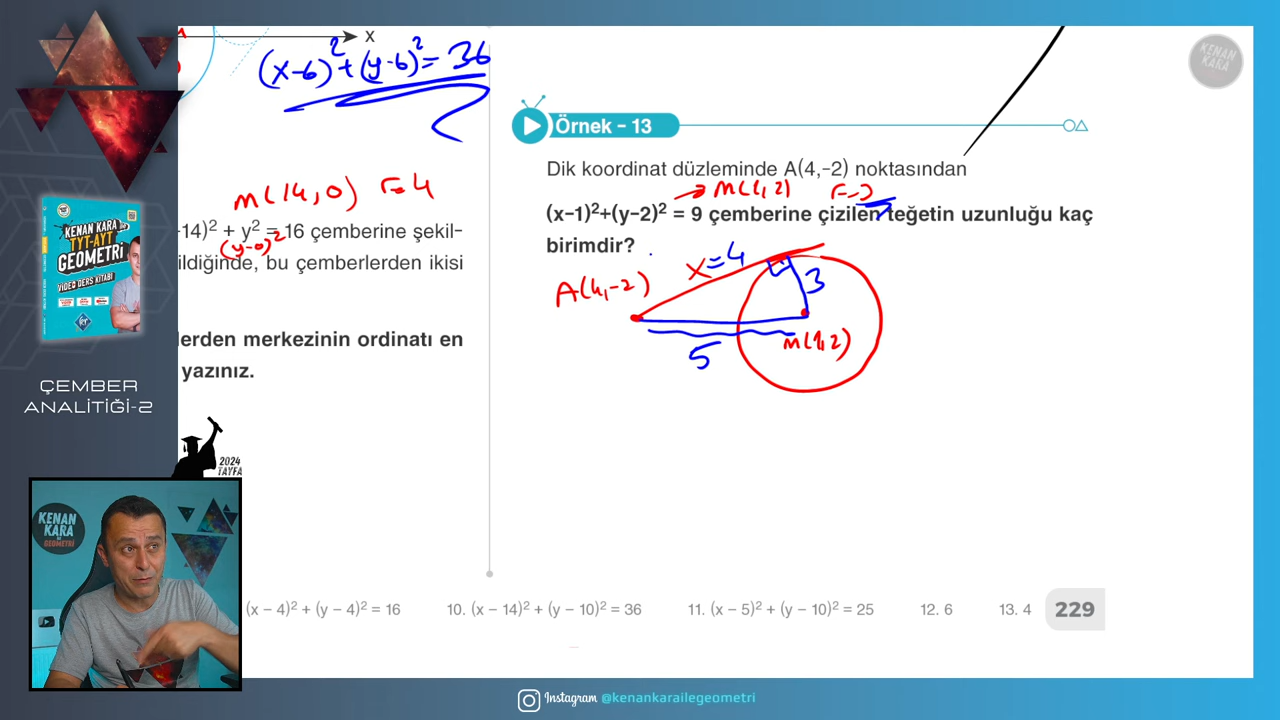 x
(x-6)² + (y-6)² = 36
KENAN
KARA
Örnek - 13
Dik koordinat düzleminde A(4,-2) noktasından
M(1,2)
(x-1)²+(y-2)² = 9 çemberine çizilen teğetin uzunluğu kaç
birimdir?
x=4
3
A(4,-2)
M(1,2)
5
M(14,0) r=4
-14)² + y² = 16 çemberine şekil-
(y-0)²
ildiğinde, bu çemberlerden ikisi
lerden merkezinin ordinatı en
yazınız.
KENAN KARA
TYT-AYT
GEOMETRİ
VİDEO DERS KİTABI
ÇEMBER
ANALİTİĞİ-2
2024
TAYFA
KENAN
KARA
GEOMETRİ
(x – 4)² + (y – 4)² = 16
10. (x – 14)² + (y – 10)² = 36
11. (x – 5)² + (y – 10)² = 25
12. 6
13. 4
229
Instagram @kenankarailegeometri